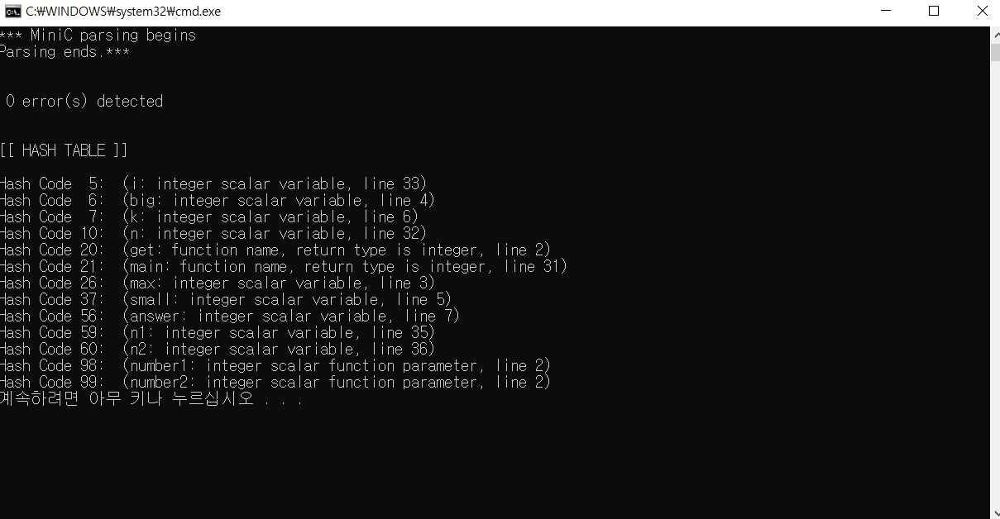 C:\WINDOWS\system32\cmd.exe
*** MiniC parsing begins
Parsing ends.***
0 error(s) detected
[[ HASH TABLE ]]
Hash Code  5:  (i: integer scalar variable, line 33)
Hash Code  6:  (big: integer scalar variable, line 4)
Hash Code  7:  (k: integer scalar variable, line 6)
Hash Code 10:  (n: integer scalar variable, line 32)
Hash Code 20:  (get: function name, return type is integer, line 2)
Hash Code 21:  (main: function name, return type is integer, line 31)
Hash Code 26:  (max: integer scalar variable, line 3)
Hash Code 37:  (small: integer scalar variable, line 5)
Hash Code 56:  (answer: integer scalar variable, line 7)
Hash Code 59:  (n1: integer scalar variable, line 35)
Hash Code 60:  (n2: integer scalar variable, line 36)
Hash Code 98:  (number1: integer scalar function parameter, line 2)
Hash Code 99:  (number2: integer scalar function parameter, line 2)
계속하려면 아무 키나 누르십시오 . . .